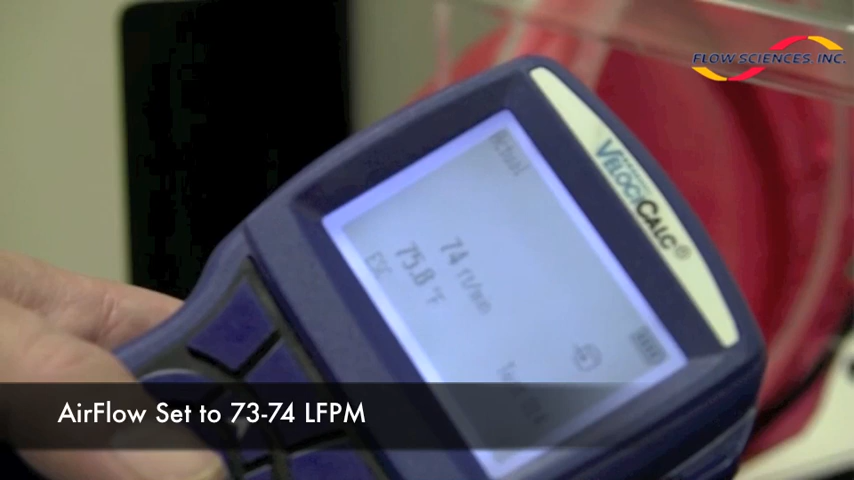 FLOW SCIENCES, INC.
VELOCICALC®
Actual
74 ft/min
75.8 °F
ESC
AirFlow Set to 73-74 LFPM